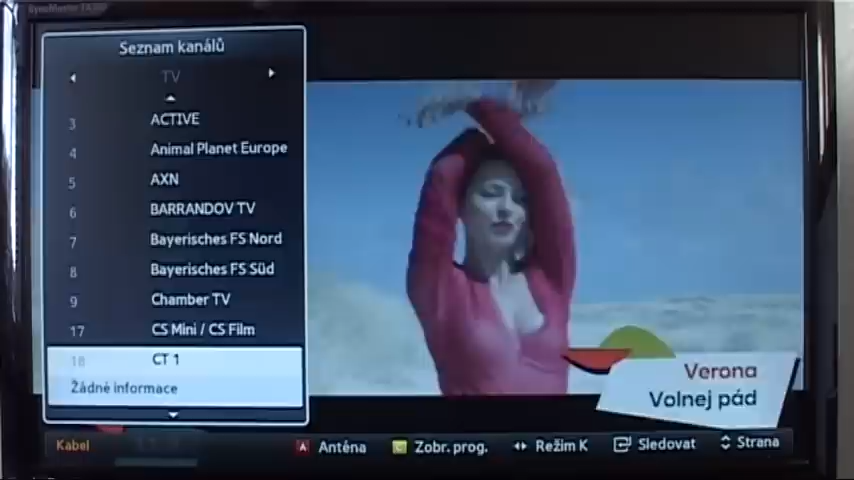 SyncMaster
Seznam kanálů
TV
3 ACTIVE
4 Animal Planet Europe
5 AXN
6 BARRANDOV TV
7 Bayerisches FS Nord
8 Bayerisches FS Süd
9 Chamber TV
17 CS Mini / CS Film
18 CT 1
Žádné informace
Verona
Volnej pád
Kabel
A Anténa
C Zobr. prog.
Režim K
Sledovat
Strana